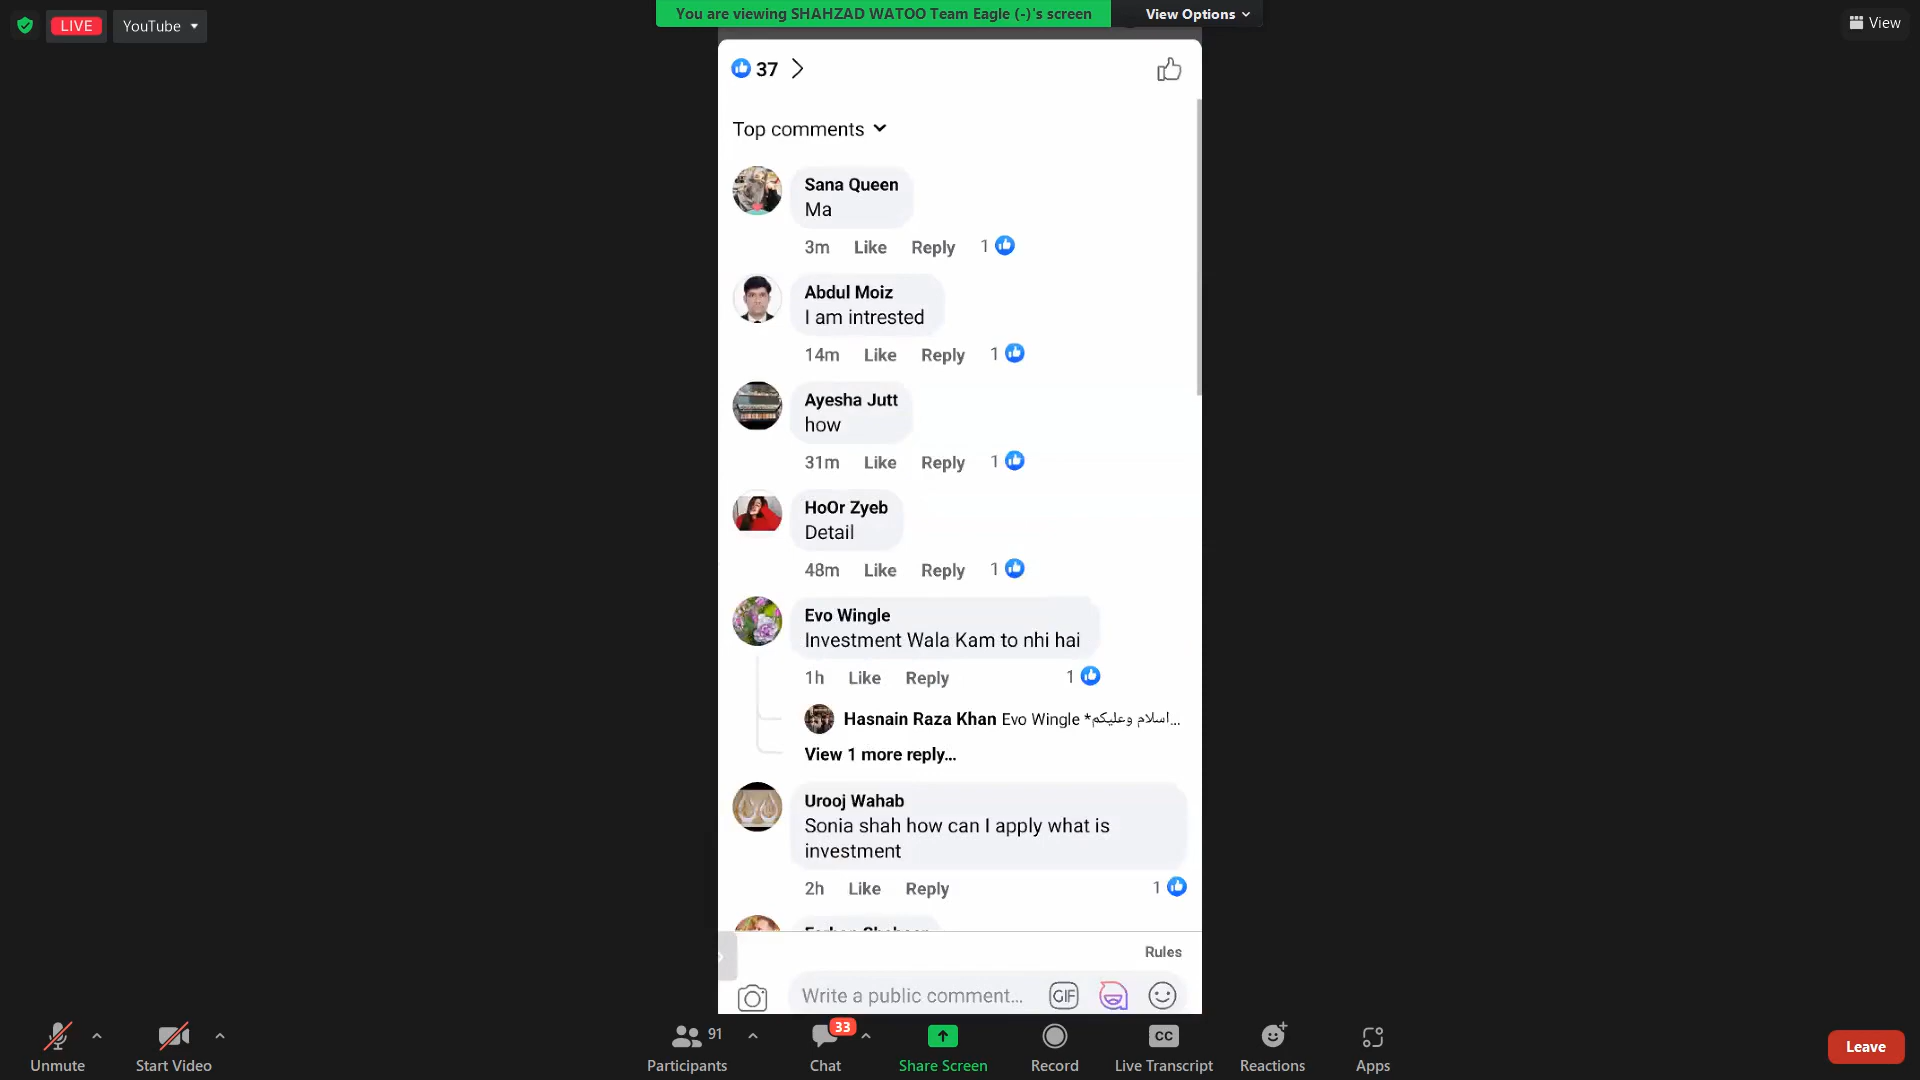 LIVE
YouTube
You are viewing SHAHZAD WATOO Team Eagle (-)'s screen
View Options
View
37
Top comments
Sana Queen
Ma
3m Like Reply 1
Abdul Moiz
I am intrested
14m Like Reply 1
Ayesha Jutt
how
31m Like Reply 1
HoOr Zyeb
Detail
48m Like Reply 1
Evo Wingle
Investment Wala Kam to nhi hai
1h Like Reply 1
Hasnain Raza Khan Evo Wingle *اسلام وعلیکم...
View 1 more reply...
Urooj Wahab
Sonia shah how can I apply what is
investment
2h Like Reply 1
Rules
Write a public comment...
GIF
Unmute
Start Video
91
Participants
33
Chat
Share Screen
Record
CC
Live Transcript
Reactions
Apps
Leave